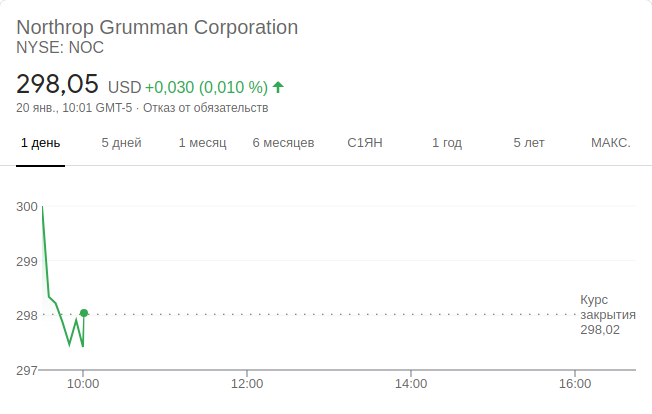 Northrop Grumman Corporation
NYSE: NOC
298,05 USD +0,030 (0,010 %)
20 янв., 10:01 GMT-5 · Отказ от обязательств
1 день 5 дней 1 месяц 6 месяцев С1ЯН 1 год 5 лет МАКС.
300
299
298
297
Курс
закрытия
298,02
10:00 12:00 14:00 16:00